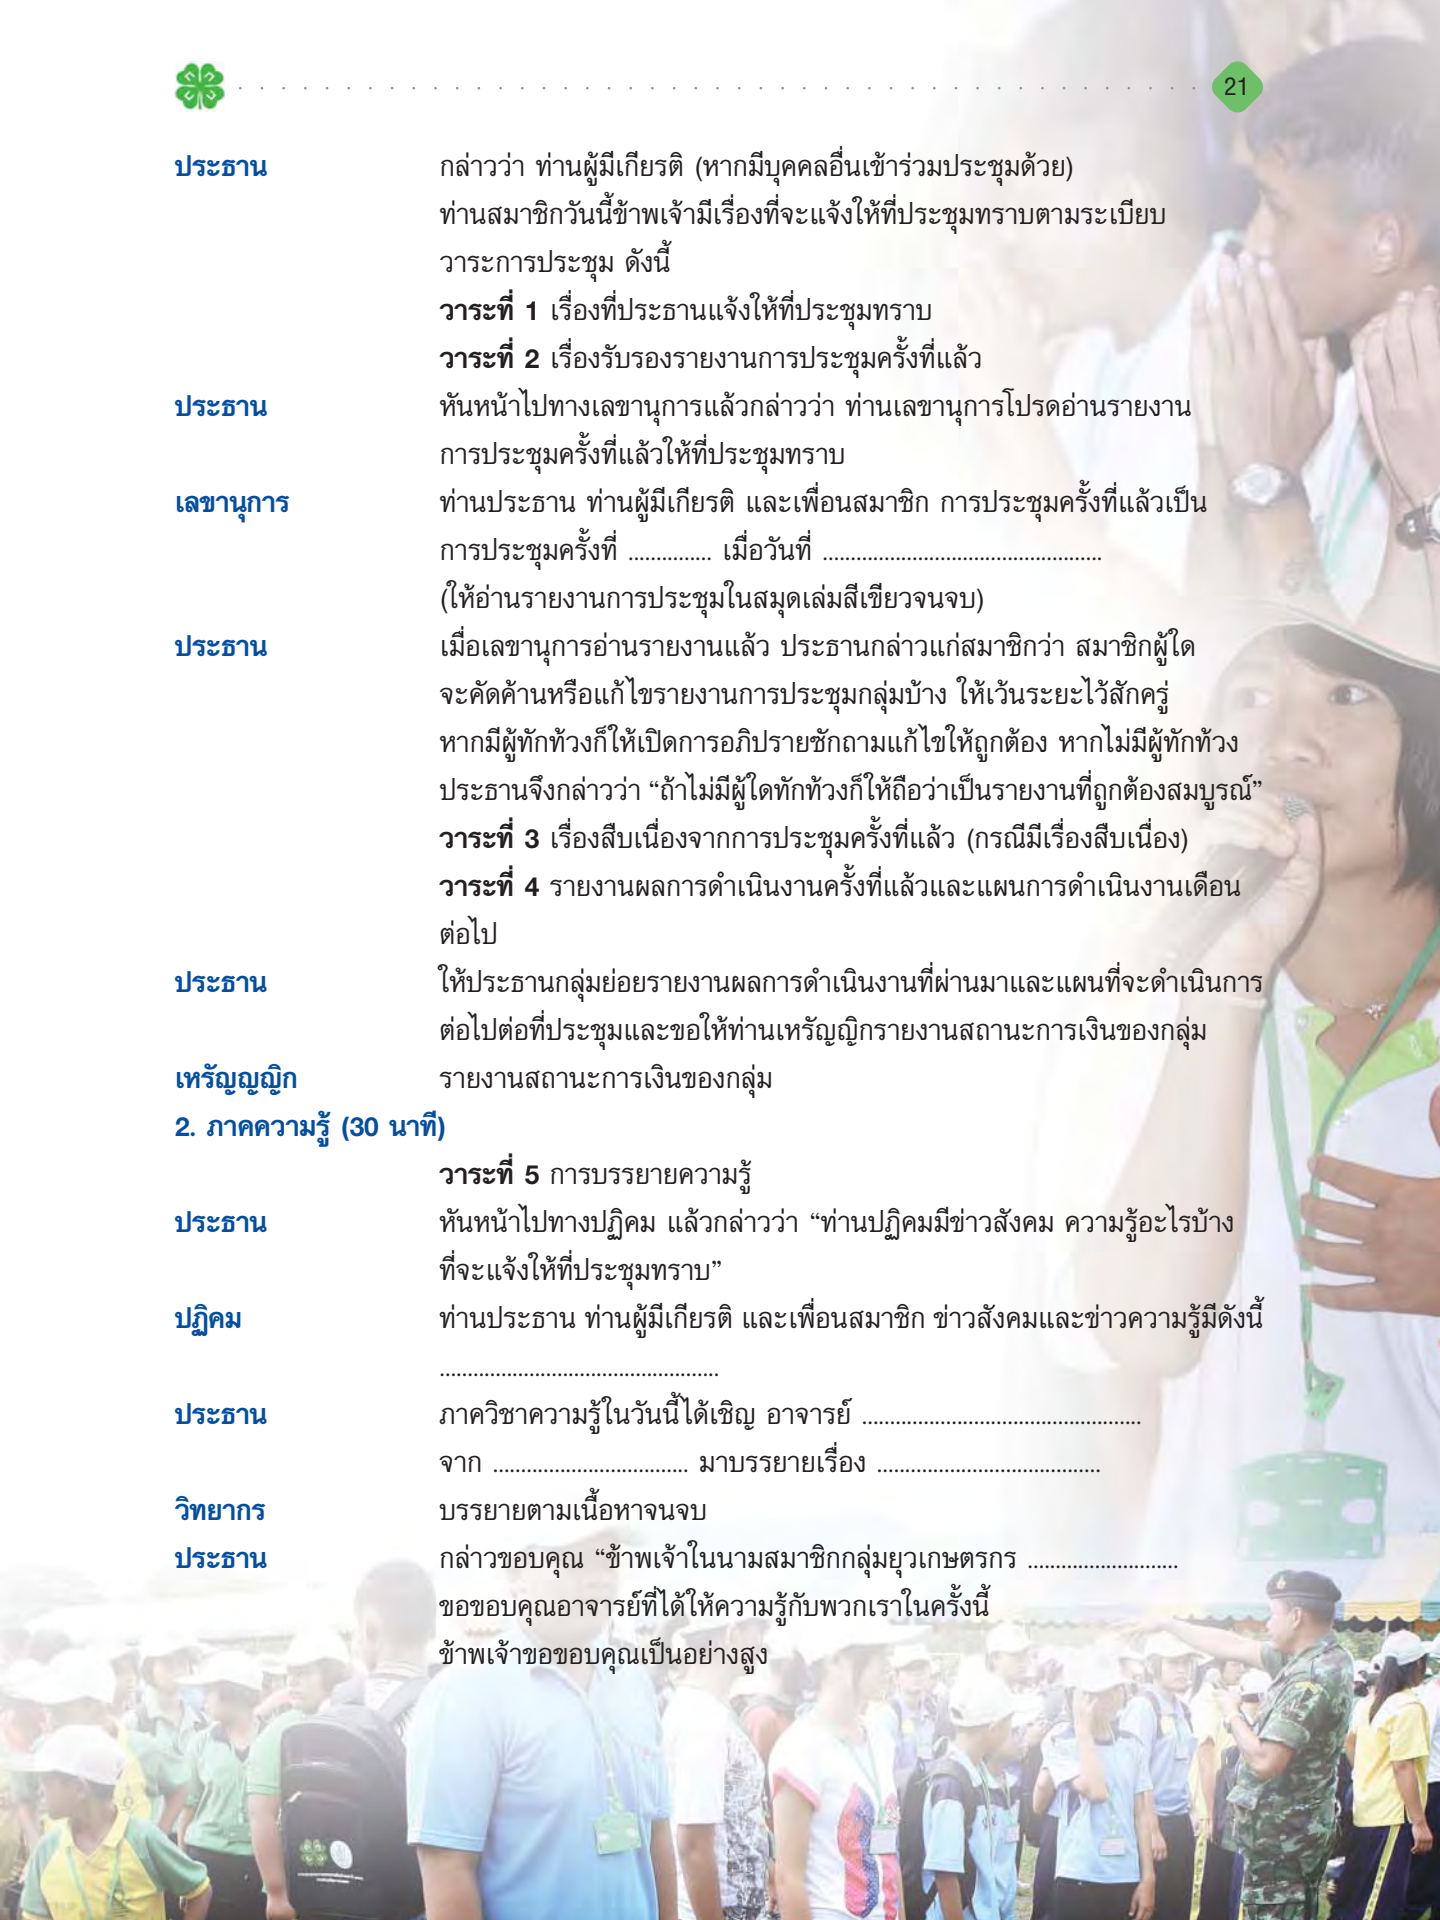 21
ประธาน กล่าวว่า ท่านผู้มีเกียรติ (หากมีบุคคลอื่นเข้าร่วมประชุมด้วย)
ท่านสมาชิกวันนี้ข้าพเจ้ามีเรื่องที่จะแจ้งให้ที่ประชุมทราบตามระเบียบ
วาระการประชุม ดังนี้
วาระที่ 1 เรื่องที่ประธานแจ้งให้ที่ประชุมทราบ
วาระที่ 2 เรื่องรับรองรายงานการประชุมครั้งที่แล้ว
ประธาน หันหน้าไปทางเลขานุการแล้วกล่าวว่า ท่านเลขานุการโปรดอ่านรายงาน
การประชุมครั้งที่แล้วให้ที่ประชุมทราบ
เลขานุการ ท่านประธาน ท่านผู้มีเกียรติ และเพื่อนสมาชิก การประชุมครั้งที่แล้วเป็น
การประชุมครั้งที่ ............... เมื่อวันที่ ..................................................
(ให้อ่านรายงานการประชุมในสมุดเล่มสีเขียวจนจบ)
ประธาน เมื่อเลขานุการอ่านรายงานแล้ว ประธานกล่าวแก่สมาชิกว่า สมาชิกผู้ใด
จะคัดค้านหรือแก้ไขรายงานการประชุมกลุ่มบ้าง ให้เว้นระยะไว้สักครู่
หากมีผู้ทักท้วงก็ให้เปิดการอภิปรายซักถามแก้ไขให้ถูกต้อง หากไม่มีผู้ทักท้วง
ประธานจึงกล่าวว่า “ถ้าไม่มีผู้ใดทักท้วงก็ให้ถือว่าเป็นรายงานที่ถูกต้องสมบูรณ์”
วาระที่ 3 เรื่องสืบเนื่องจากการประชุมครั้งที่แล้ว (กรณีมีเรื่องสืบเนื่อง)
วาระที่ 4 รายงานผลการดำเนินงานครั้งที่แล้วและแผนการดำเนินงานเดือน
ต่อไป
ประธาน ให้ประธานกลุ่มย่อยรายงานผลการดำเนินงานที่ผ่านมาและแผนที่จะดำเนินการ
ต่อไปต่อที่ประชุมและขอให้ท่านเหรัญญิกรายงานสถานะการเงินของกลุ่ม
เหรัญญญิก รายงานสถานะการเงินของกลุ่ม
2. ภาคความรู้ (30 นาที)
วาระที่ 5 การบรรยายความรู้
ประธาน หันหน้าไปทางปฏิคม แล้วกล่าวว่า “ท่านปฏิคมมีข่าวสังคม ความรู้อะไรบ้าง
ที่จะแจ้งให้ที่ประชุมทราบ”
ปฏิคม ท่านประธาน ท่านผู้มีเกียรติ และเพื่อนสมาชิก ข่าวสังคมและข่าวความรู้มีดังนี้
..................................................
ประธาน ภาควิชาความรู้ในวันนี้ได้เชิญ อาจารย์ ..................................................
จาก ................................... มาบรรยายเรื่อง ........................................
วิทยากร บรรยายตามเนื้อหาจนจบ
ประธาน กล่าวขอบคุณ “ข้าพเจ้าในนามสมาชิกกลุ่มยุวเกษตรกร ...........................
ขอขอบคุณอาจารย์ที่ได้ให้ความรู้กับพวกเราในครั้งนี้
ข้าพเจ้าขอขอบคุณเป็นอย่างสูง